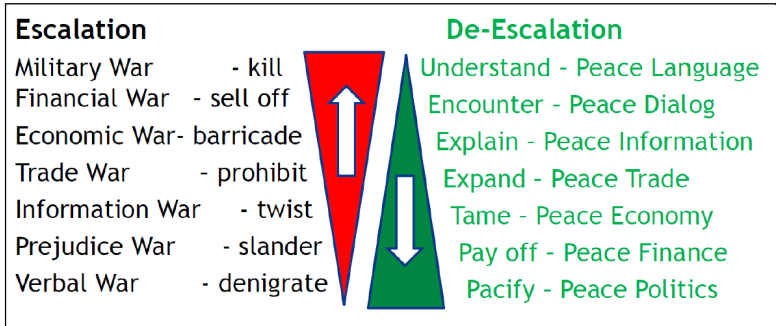 Escalation
Military War - kill
Financial War - sell off
Economic War- barricade
Trade War - prohibit
Information War - twist
Prejudice War - slander
Verbal War - denigrate
De-Escalation
Understand – Peace Language
Encounter – Peace Dialog
Explain – Peace Information
Expand – Peace Trade
Tame – Peace Economy
Pay off – Peace Finance
Pacify – Peace Politics